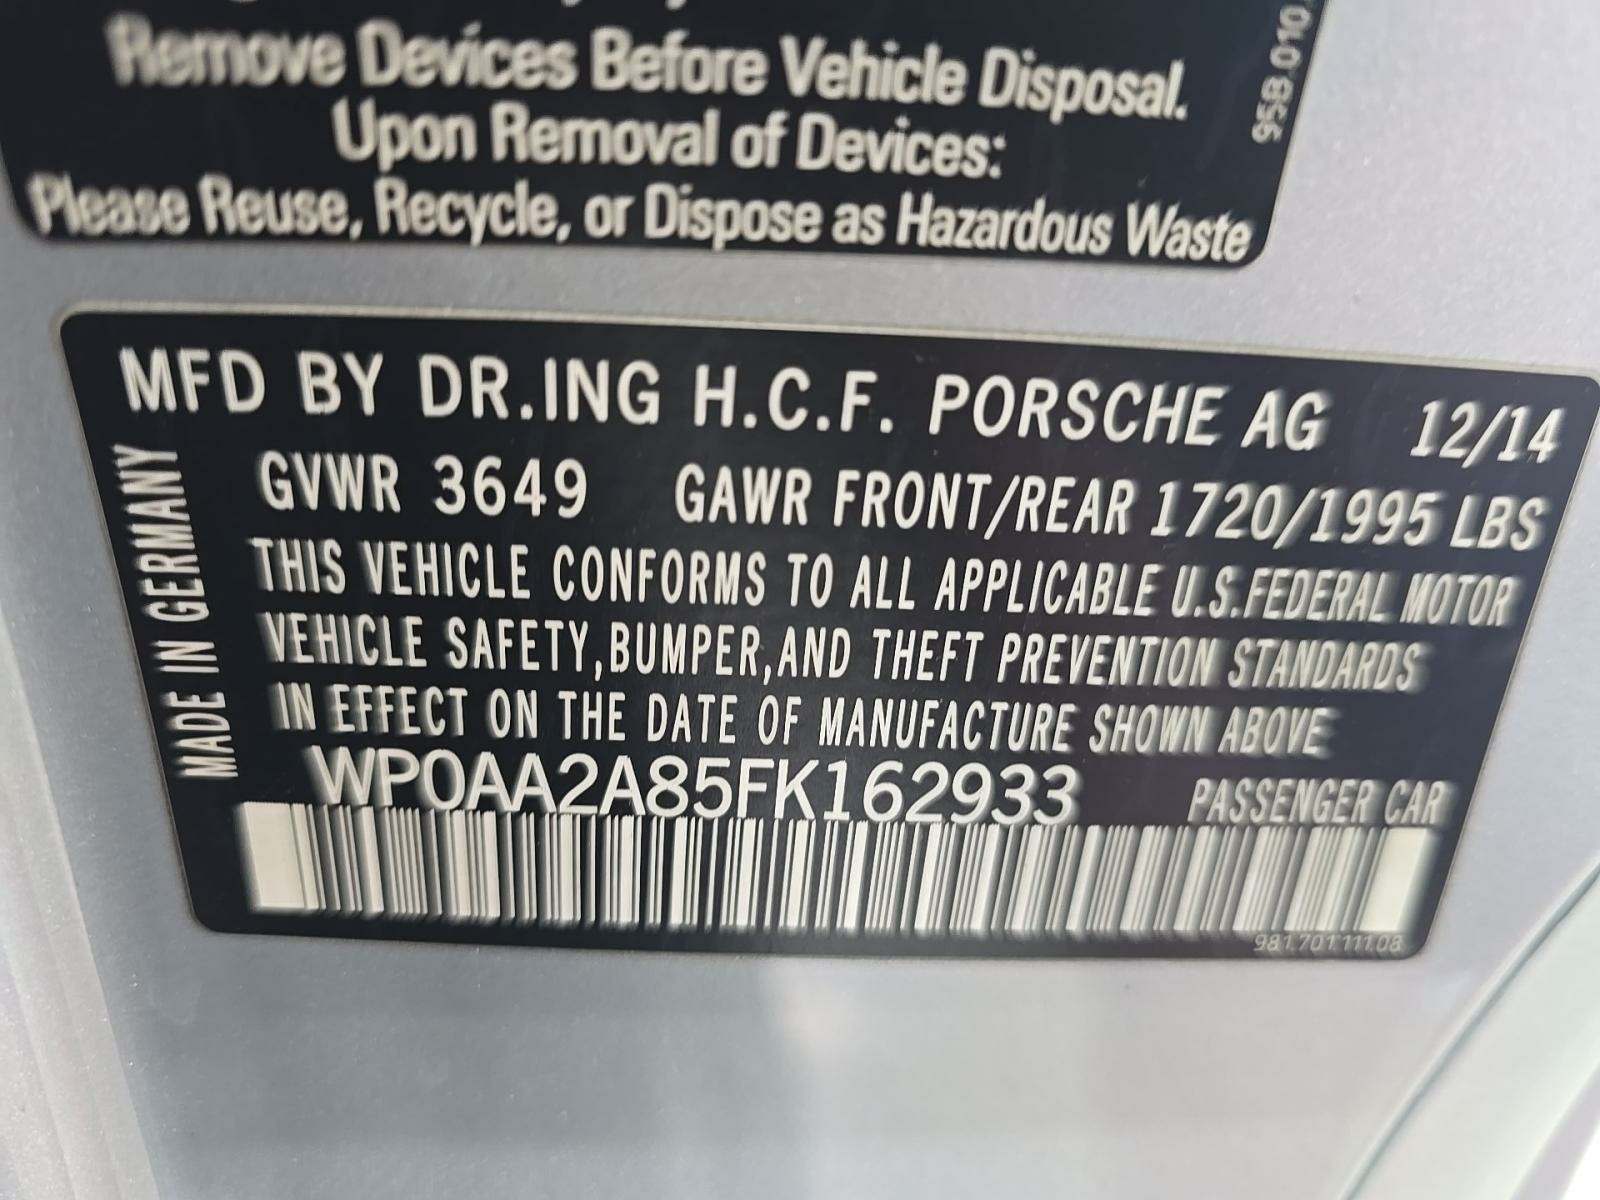 Remove Devices Before Vehicle Disposal.
Upon Removal of Devices:
Please Reuse, Recycle, or Dispose as Hazardous Waste
95B.010.
MFD BY DR.ING H.C.F. PORSCHE AG 12/14
GVWR 3649 GAWR FRONT/REAR 1720/1995 LBS
THIS VEHICLE CONFORMS TO ALL APPLICABLE U.S.FEDERAL MOTOR
VEHICLE SAFETY,BUMPER,AND THEFT PREVENTION STANDARDS
IN EFFECT ON THE DATE OF MANUFACTURE SHOWN ABOVE
WP0AA2A85FK162933 PASSENGER CAR
MADE IN GERMANY
981.701.111.08